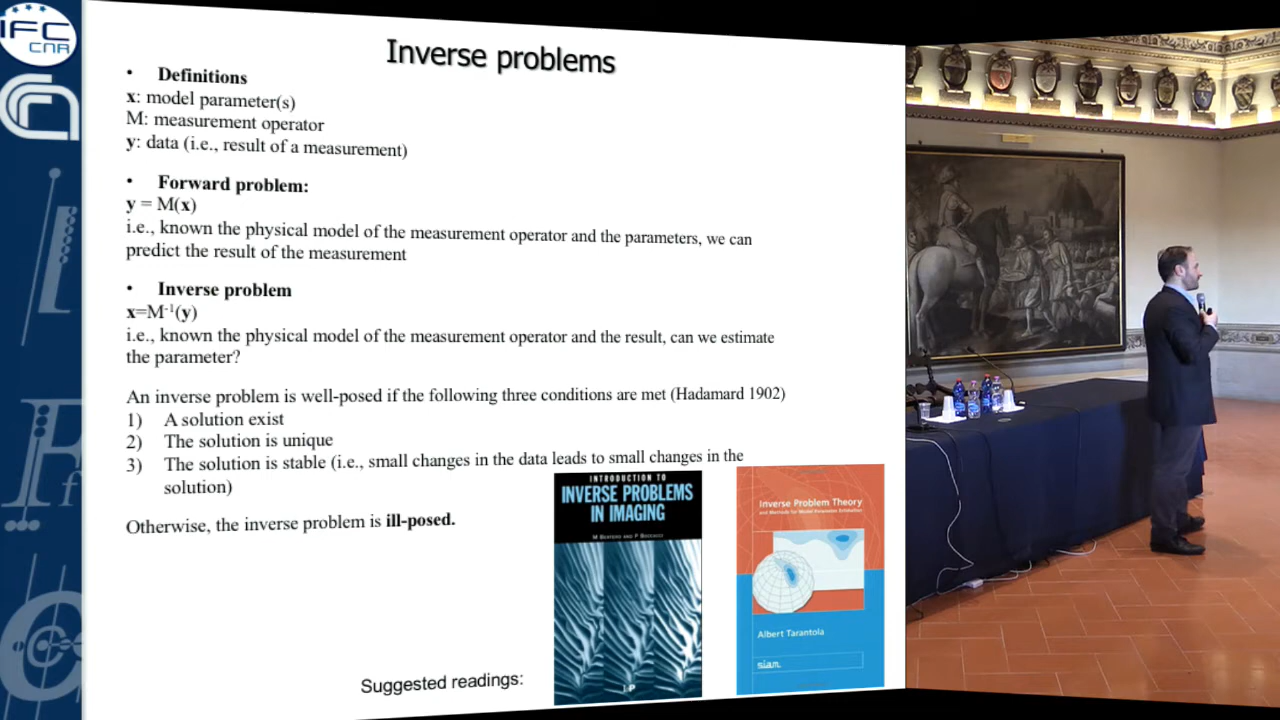 IFC
CNR
Inverse problems
• Definitions
x: model parameter(s)
M: measurement operator
y: data (i.e., result of a measurement)
• Forward problem:
y = M(x)
i.e., known the physical model of the measurement operator and the parameters, we can
predict the result of the measurement
• Inverse problem
x=M-1(y)
i.e., known the physical model of the measurement operator and the result, can we estimate
the parameter?
An inverse problem is well-posed if the following three conditions are met (Hadamard 1902)
1) A solution exist
2) The solution is unique
3) The solution is stable (i.e., small changes in the data leads to small changes in the
solution)
Otherwise, the inverse problem is ill-posed.
Suggested readings:
INTRODUCTION TO
INVERSE PROBLEMS
IN IMAGING
M BERTERO AND P BOCCACCI
Inverse Problem Theory
and Methods for Model Parameter Estimation
Albert Tarantola
siam.